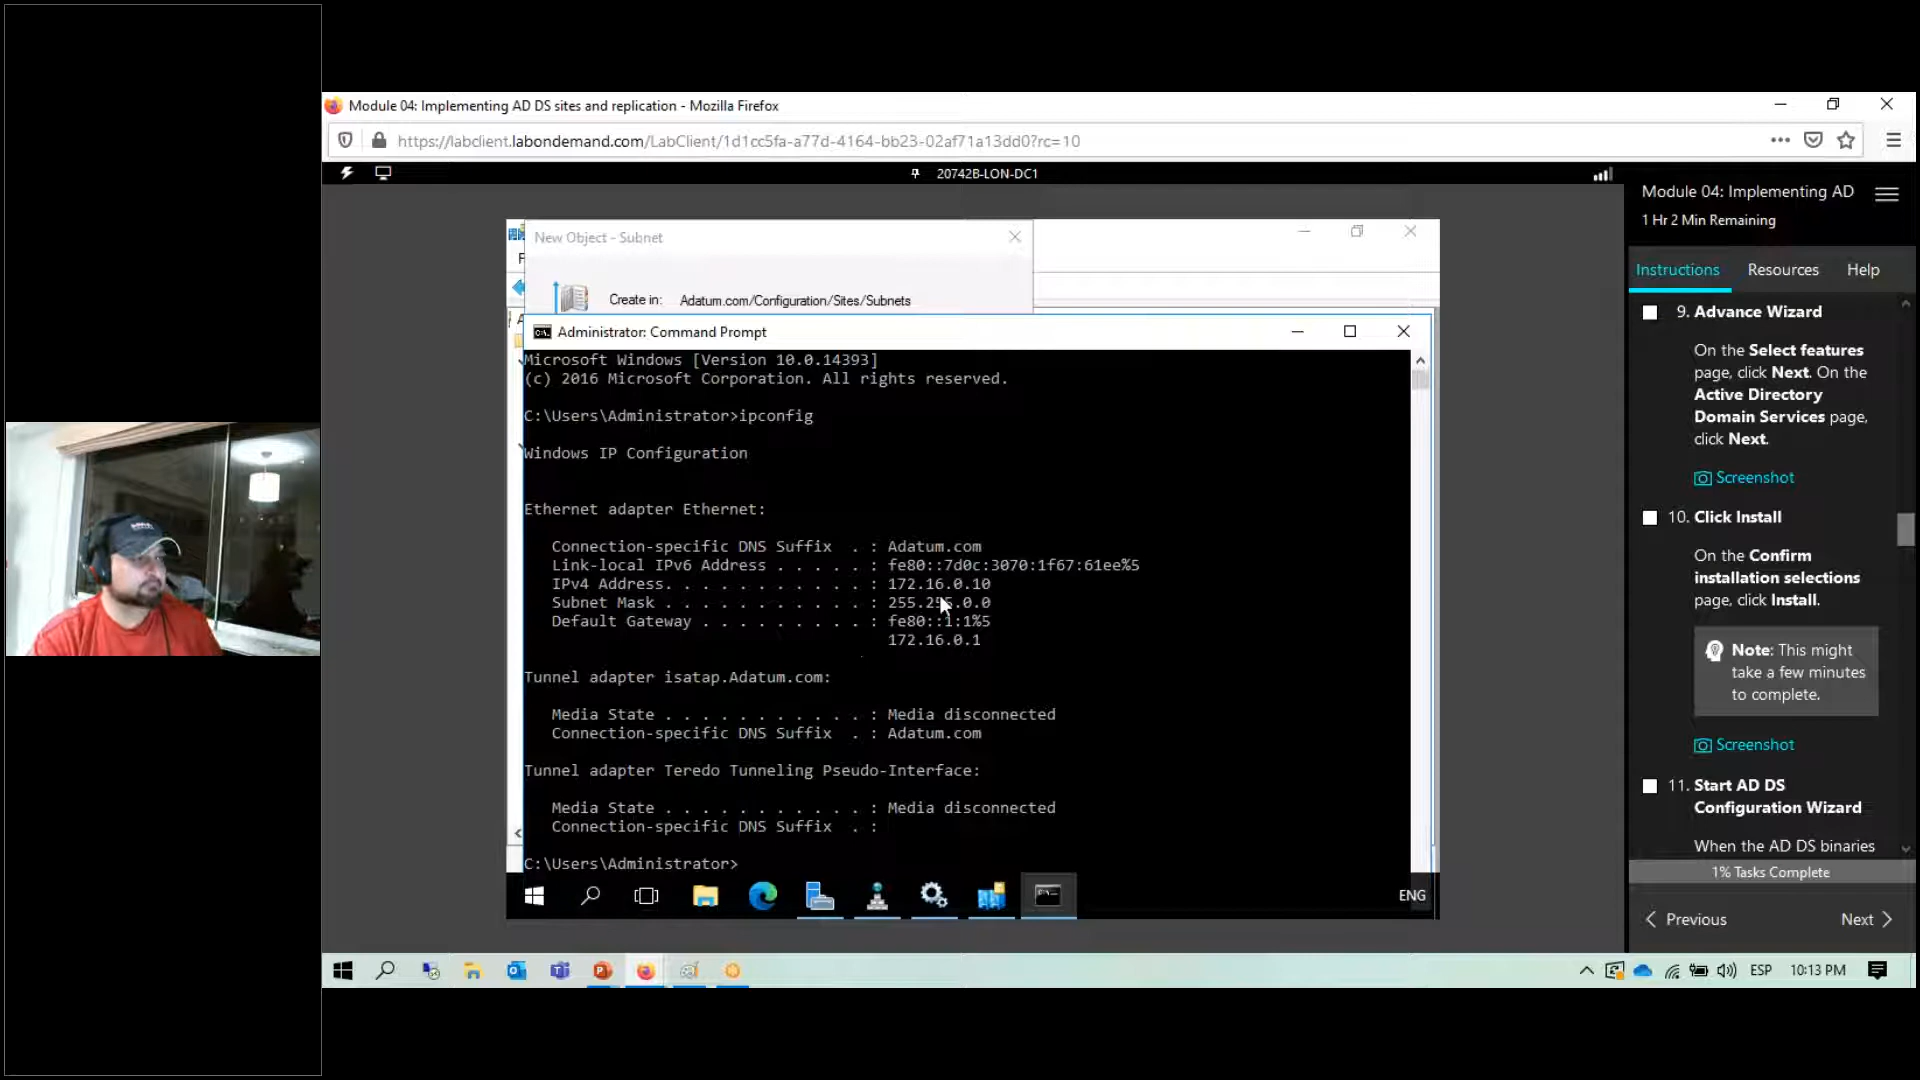 Module 04: Implementing AD DS sites and replication - Mozilla Firefox
https://labclient.labondemand.com/LabClient/1d1cc5fa-a77d-4164-bb23-02af71a13dd0?rc=10
20742B-LON-DC1
New Object - Subnet
Create in: Adatum.com/Configuration/Sites/Subnets
Administrator: Command Prompt
Microsoft Windows [Version 10.0.14393]
(c) 2016 Microsoft Corporation. All rights reserved.
C:\Users\Administrator>ipconfig
Windows IP Configuration
Ethernet adapter Ethernet:
Connection-specific DNS Suffix . : Adatum.com
Link-local IPv6 Address . . . . . : fe80::7d0c:3070:1f67:61ee%5
IPv4 Address. . . . . . . . . . . : 172.16.0.10
Subnet Mask . . . . . . . . . . . : 255.255.0.0
Default Gateway . . . . . . . . . : fe80::1:1%5
172.16.0.1
Tunnel adapter isatap.Adatum.com:
Media State . . . . . . . . . . . : Media disconnected
Connection-specific DNS Suffix . : Adatum.com
Tunnel adapter Teredo Tunneling Pseudo-Interface:
Media State . . . . . . . . . . . : Media disconnected
Connection-specific DNS Suffix . :
C:\Users\Administrator>
ENG
Module 04: Implementing AD
1 Hr 2 Min Remaining
Instructions Resources Help
9. Advance Wizard
On the Select features
page, click Next. On the
Active Directory
Domain Services page,
click Next.
Screenshot
10. Click Install
On the Confirm
installation selections
page, click Install.
Note: This might
take a few minutes
to complete.
Screenshot
11. Start AD DS
Configuration Wizard
When the AD DS binaries
1% Tasks Complete
Previous Next
ESP 10:13 PM